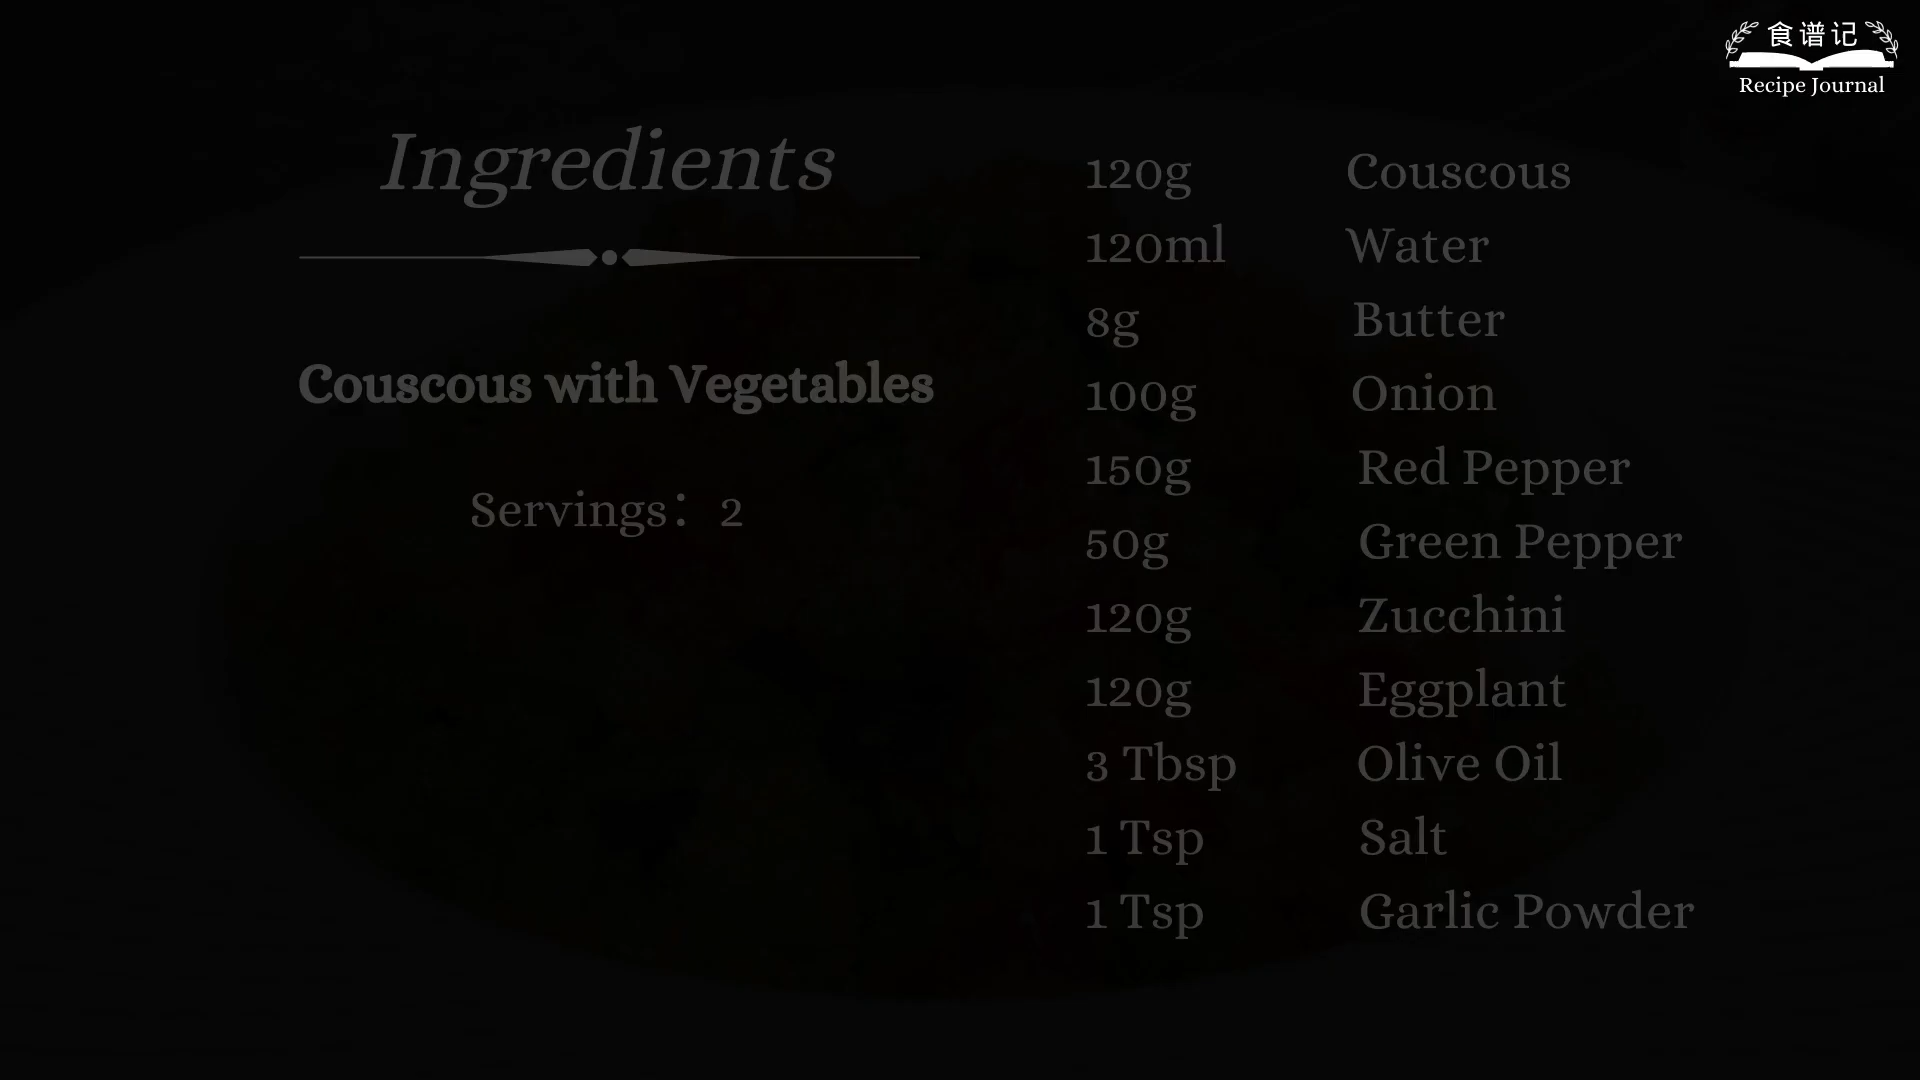 食谱记
Recipe Journal
Ingredients
Couscous with Vegetables
Servings：2
120g Couscous
120ml Water
8g Butter
100g Onion
150g Red Pepper
50g Green Pepper
120g Zucchini
120g Eggplant
3 Tbsp Olive Oil
1 Tsp Salt
1 Tsp Garlic Powder